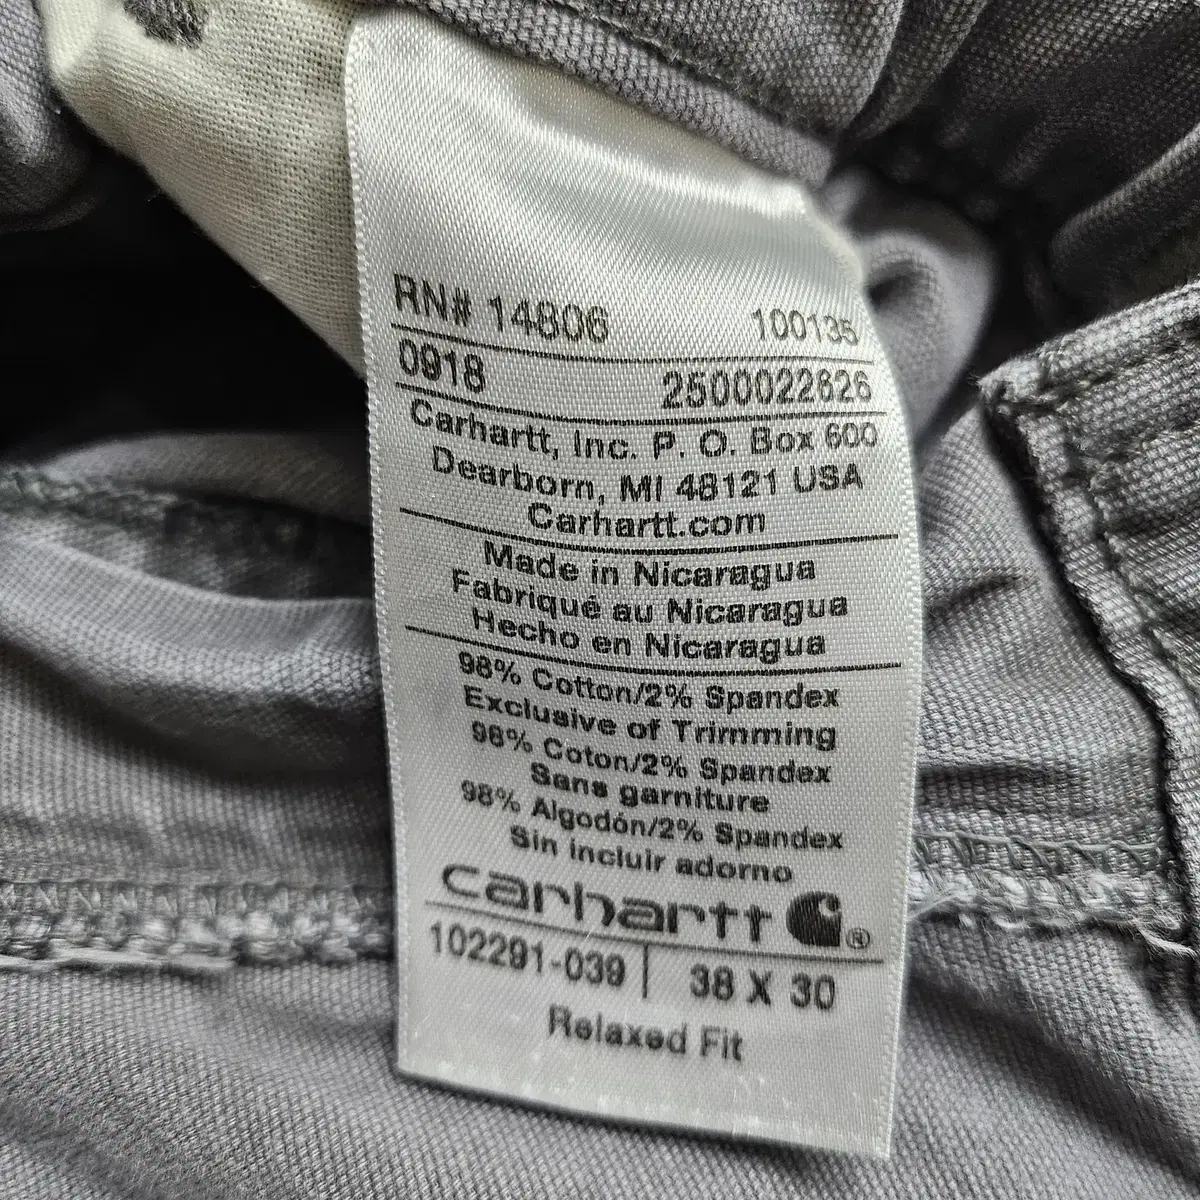 RN# 14806 100135
0918 2500022626
Carhartt, Inc. P. O. Box 600
Dearborn, MI 48121 USA
Carhartt.com
Made in Nicaragua
Fabriqué au Nicaragua
Hecho en Nicaragua
98% Cotton/2% Spandex
Exclusive of Trimming
98% Coton/2% Spandex
Sans garniture
98% Algodón/2% Spandex
Sin incluir adorno
carhartt ®
102291-039 | 38 X 30
Relaxed Fit